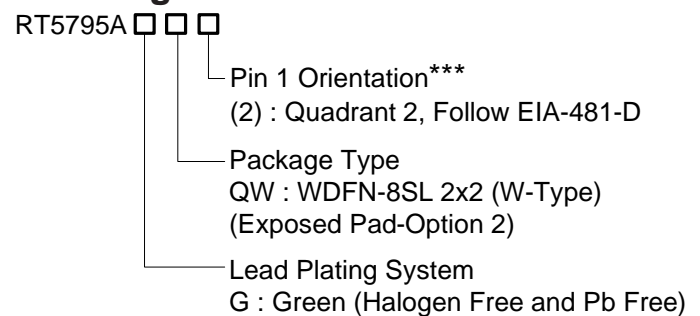 RT5795A
Pin 1 Orientation***
(2) : Quadrant 2, Follow EIA-481-D
Package Type
QW : WDFN-8SL 2x2 (W-Type)
(Exposed Pad-Option 2)
Lead Plating System
G : Green (Halogen Free and Pb Free)